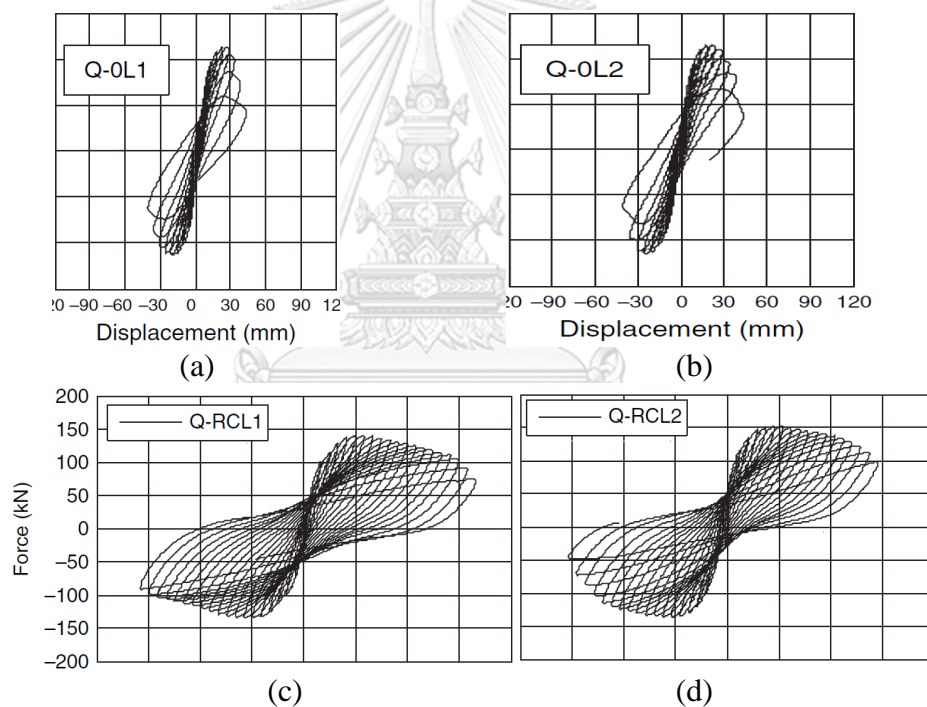 Q-0L1
Q-0L2
20 –90 –60 –30 0 30 60 90 12
20 –90 –60 –30 0 30 60 90 120
Displacement (mm)
Displacement (mm)
(a)
(b)
200
150
100
50
0
–50
–100
–150
–200
Force (kN)
Q-RCL1
Q-RCL2
(c)
(d)